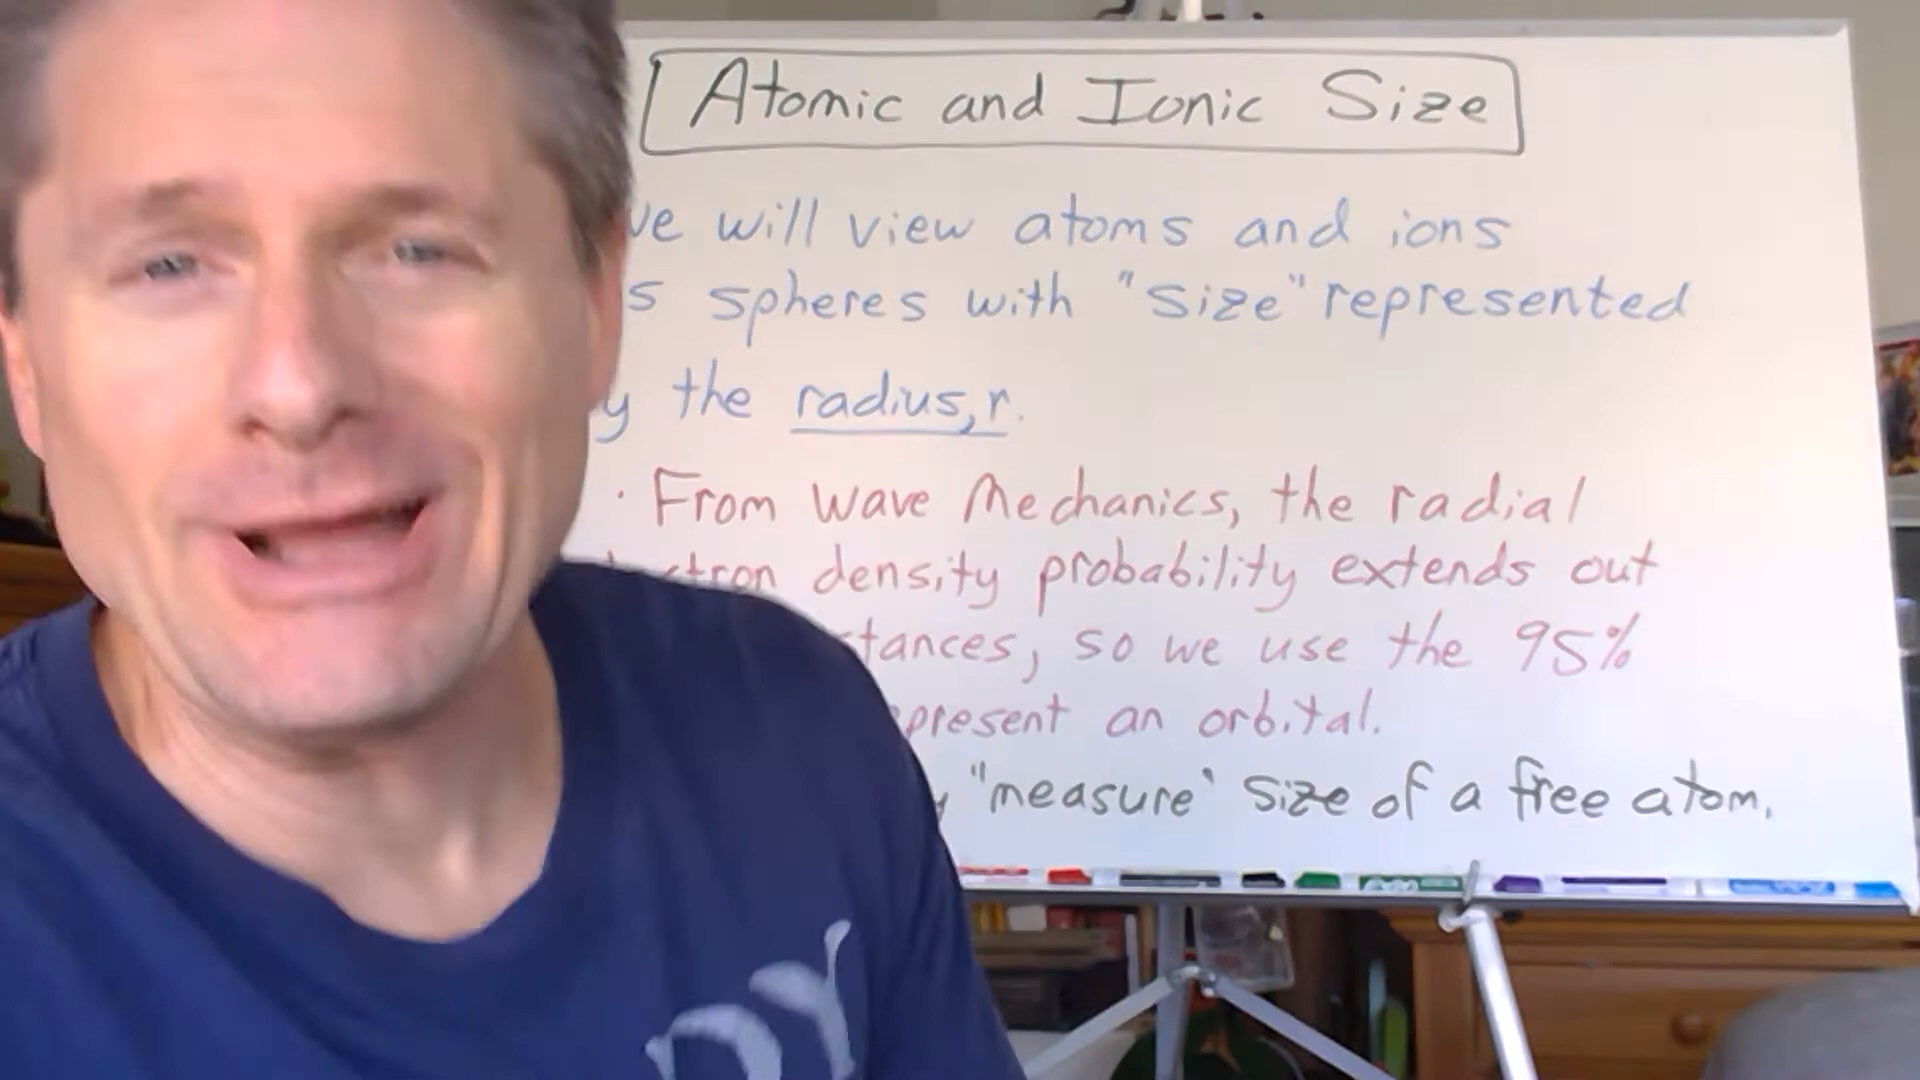 Atomic and Ionic Size
we will view atoms and ions
s spheres with "size" represented
y the radius, r.
· From Wave Mechanics, the radial
ctron density probability extends out
tances, so we use the 95%
present an orbital.
"measure" size of a free atom.